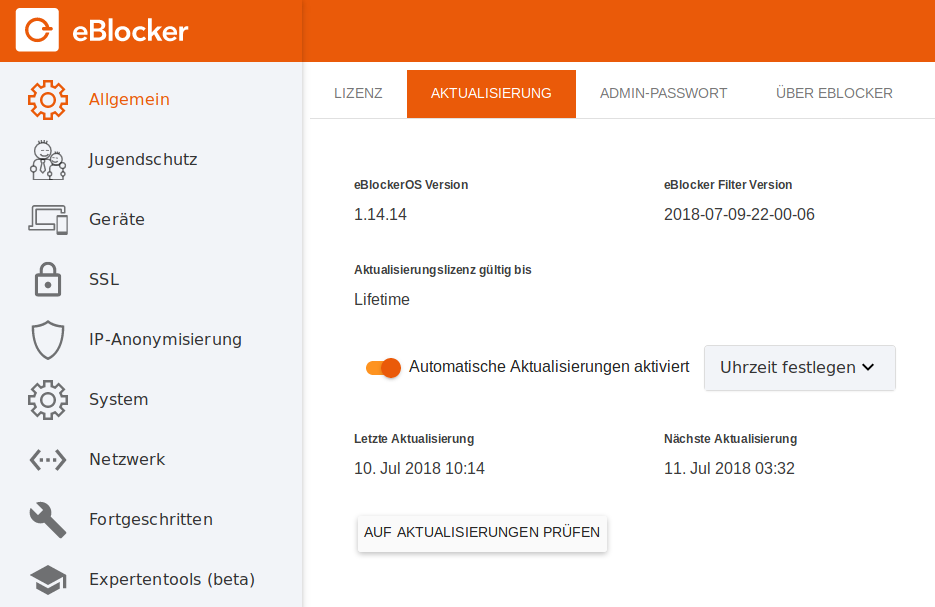 eBlocker
Allgemein
Jugendschutz
Geräte
SSL
IP-Anonymisierung
System
Netzwerk
Fortgeschritten
Expertentools (beta)
LIZENZ AKTUALISIERUNG ADMIN-PASSWORT ÜBER EBLOCKER
eBlockerOS Version eBlocker Filter Version
1.14.14 2018-07-09-22-00-06
Aktualisierungslizenz gültig bis
Lifetime
Automatische Aktualisierungen aktiviert Uhrzeit festlegen
Letzte Aktualisierung Nächste Aktualisierung
10. Jul 2018 10:14 11. Jul 2018 03:32
AUF AKTUALISIERUNGEN PRÜFEN